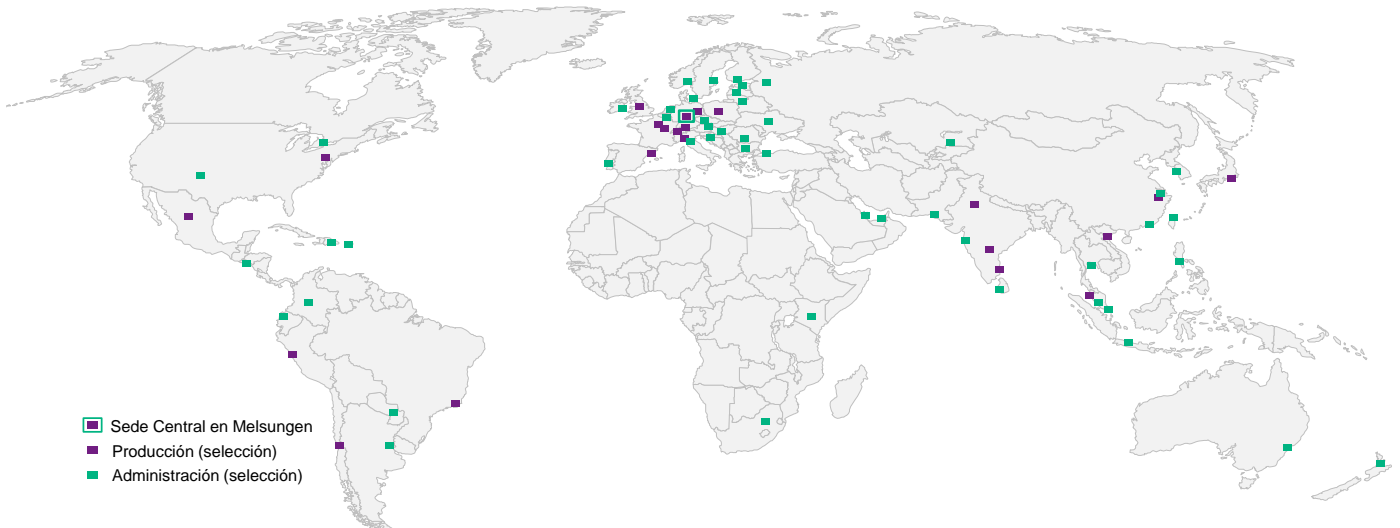 Sede Central en Melsungen
Producción (selección)
Administración (selección)